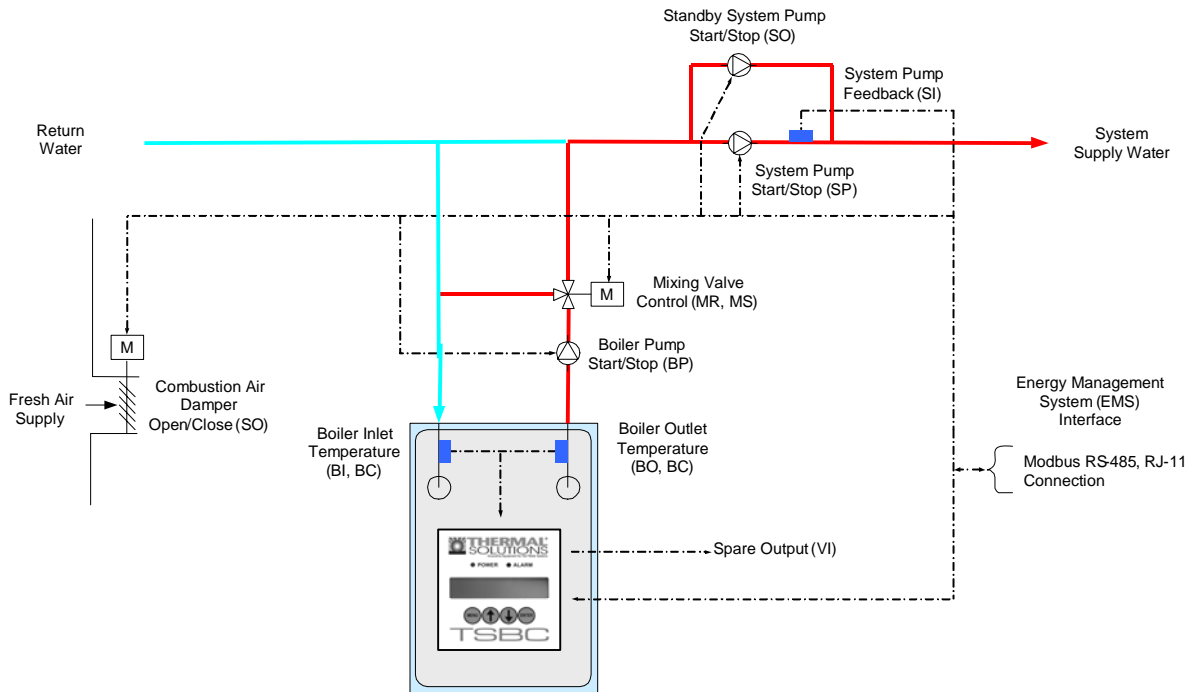 Standby System Pump
Start/Stop (SO)
System Pump
Feedback (SI)
Return
Water
System
Supply Water
System Pump
Start/Stop (SP)
M
Mixing Valve
Control (MR, MS)
M
Boiler Pump
Start/Stop (BP)
Fresh Air
Supply
Combustion Air
Damper
Open/Close (SO)
Energy Management
System (EMS)
Interface
Boiler Inlet
Temperature
(BI, BC)
Boiler Outlet
Temperature
(BO, BC)
Modbus RS-485, RJ-11
Connection
THERMAL
SOLUTIONS
POWER ALARM
Spare Output (VI)
MENU ENTER
TSBC